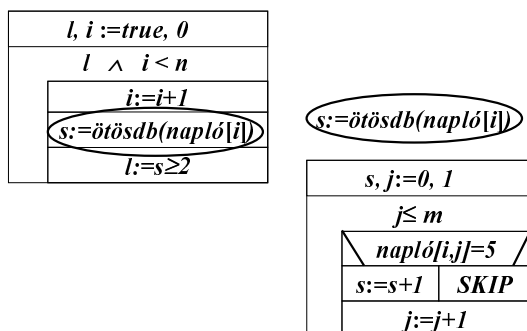 l, i :=true, 0
l ∧ i < n
i:=i+1
s:=ötösdb(napló[i])
l:=s≥2
s:=ötösdb(napló[i])
s, j:=0, 1
j≤ m
napló[i,j]=5
s:=s+1 SKIP
j:=j+1